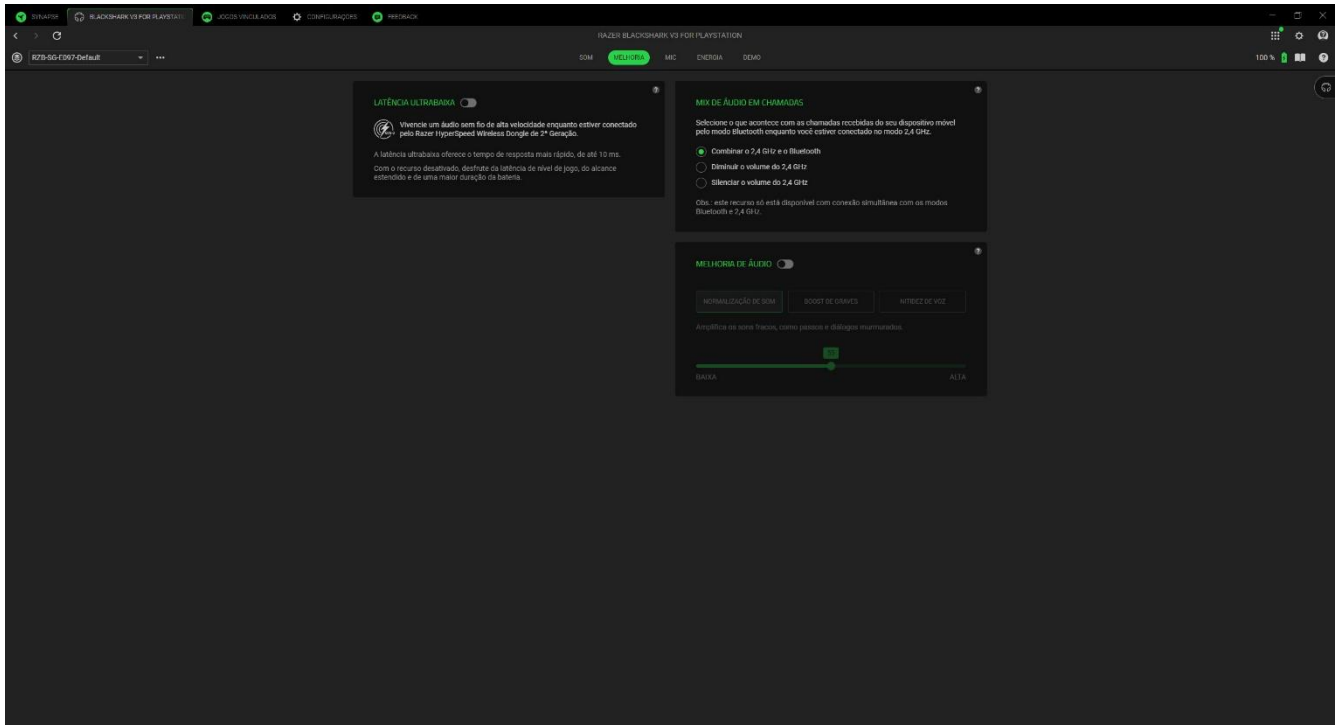 SYNAPSE
BLACKSHARK V3 FOR PLAYSTATI
JOGOS VINCULADOS
CONFIGURAÇÕES
FEEDBACK
RAZER BLACKSHARK V3 FOR PLAYSTATION
RZB-SG-E097-Default
SOM
MELHORIA
MIC
ENERGIA
DEMO
100 %
LATÊNCIA ULTRABAIXA
Vivencie um áudio sem fio de alta velocidade enquanto estiver conectado
pelo Razer HyperSpeed Wireless Dongle de 2ª Geração.
A latência ultrabaixa oferece o tempo de resposta mais rápido, de até 10 ms.
Com o recurso desativado, desfrute da latência de nível de jogo, do alcance
estendido e de uma maior duração da bateria.
MIX DE ÁUDIO EM CHAMADAS
Selecione o que acontece com as chamadas recebidas do seu dispositivo móvel
pelo modo Bluetooth enquanto você estiver conectado no modo 2,4 GHz.
Combinar o 2,4 GHz e o Bluetooth
Diminuir o volume do 2,4 GHz
Silenciar o volume do 2,4 GHz
Obs.: este recurso só está disponível com conexão simultânea com os modos
Bluetooth e 2,4 GHz.
MELHORIA DE ÁUDIO
NORMALIZAÇÃO DE SOM
BOOST DE GRAVES
NITIDEZ DE VOZ
Amplifica os sons fracos, como passos e diálogos murmurados.
BAIXA
ALTA